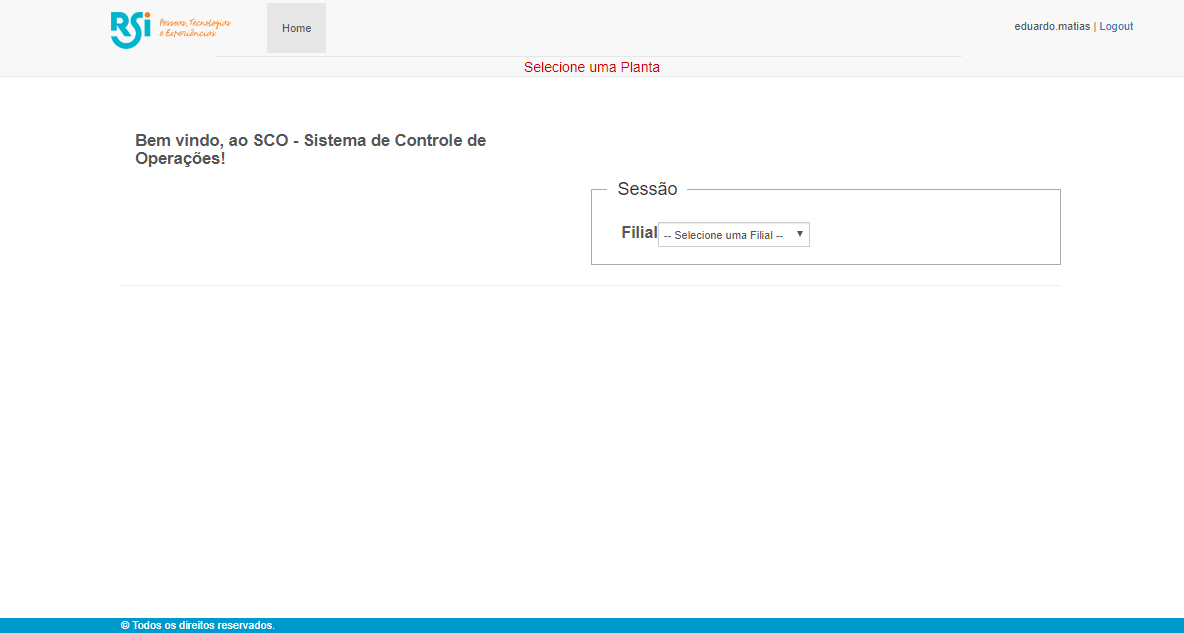 RSi Pessoas, Tecnologias
e Experiências
Home
eduardo.matias | Logout
Selecione uma Planta
Bem vindo, ao SCO - Sistema de Controle de
Operações!
Sessão
Filial -- Selecione uma Filial --
© Todos os direitos reservados.